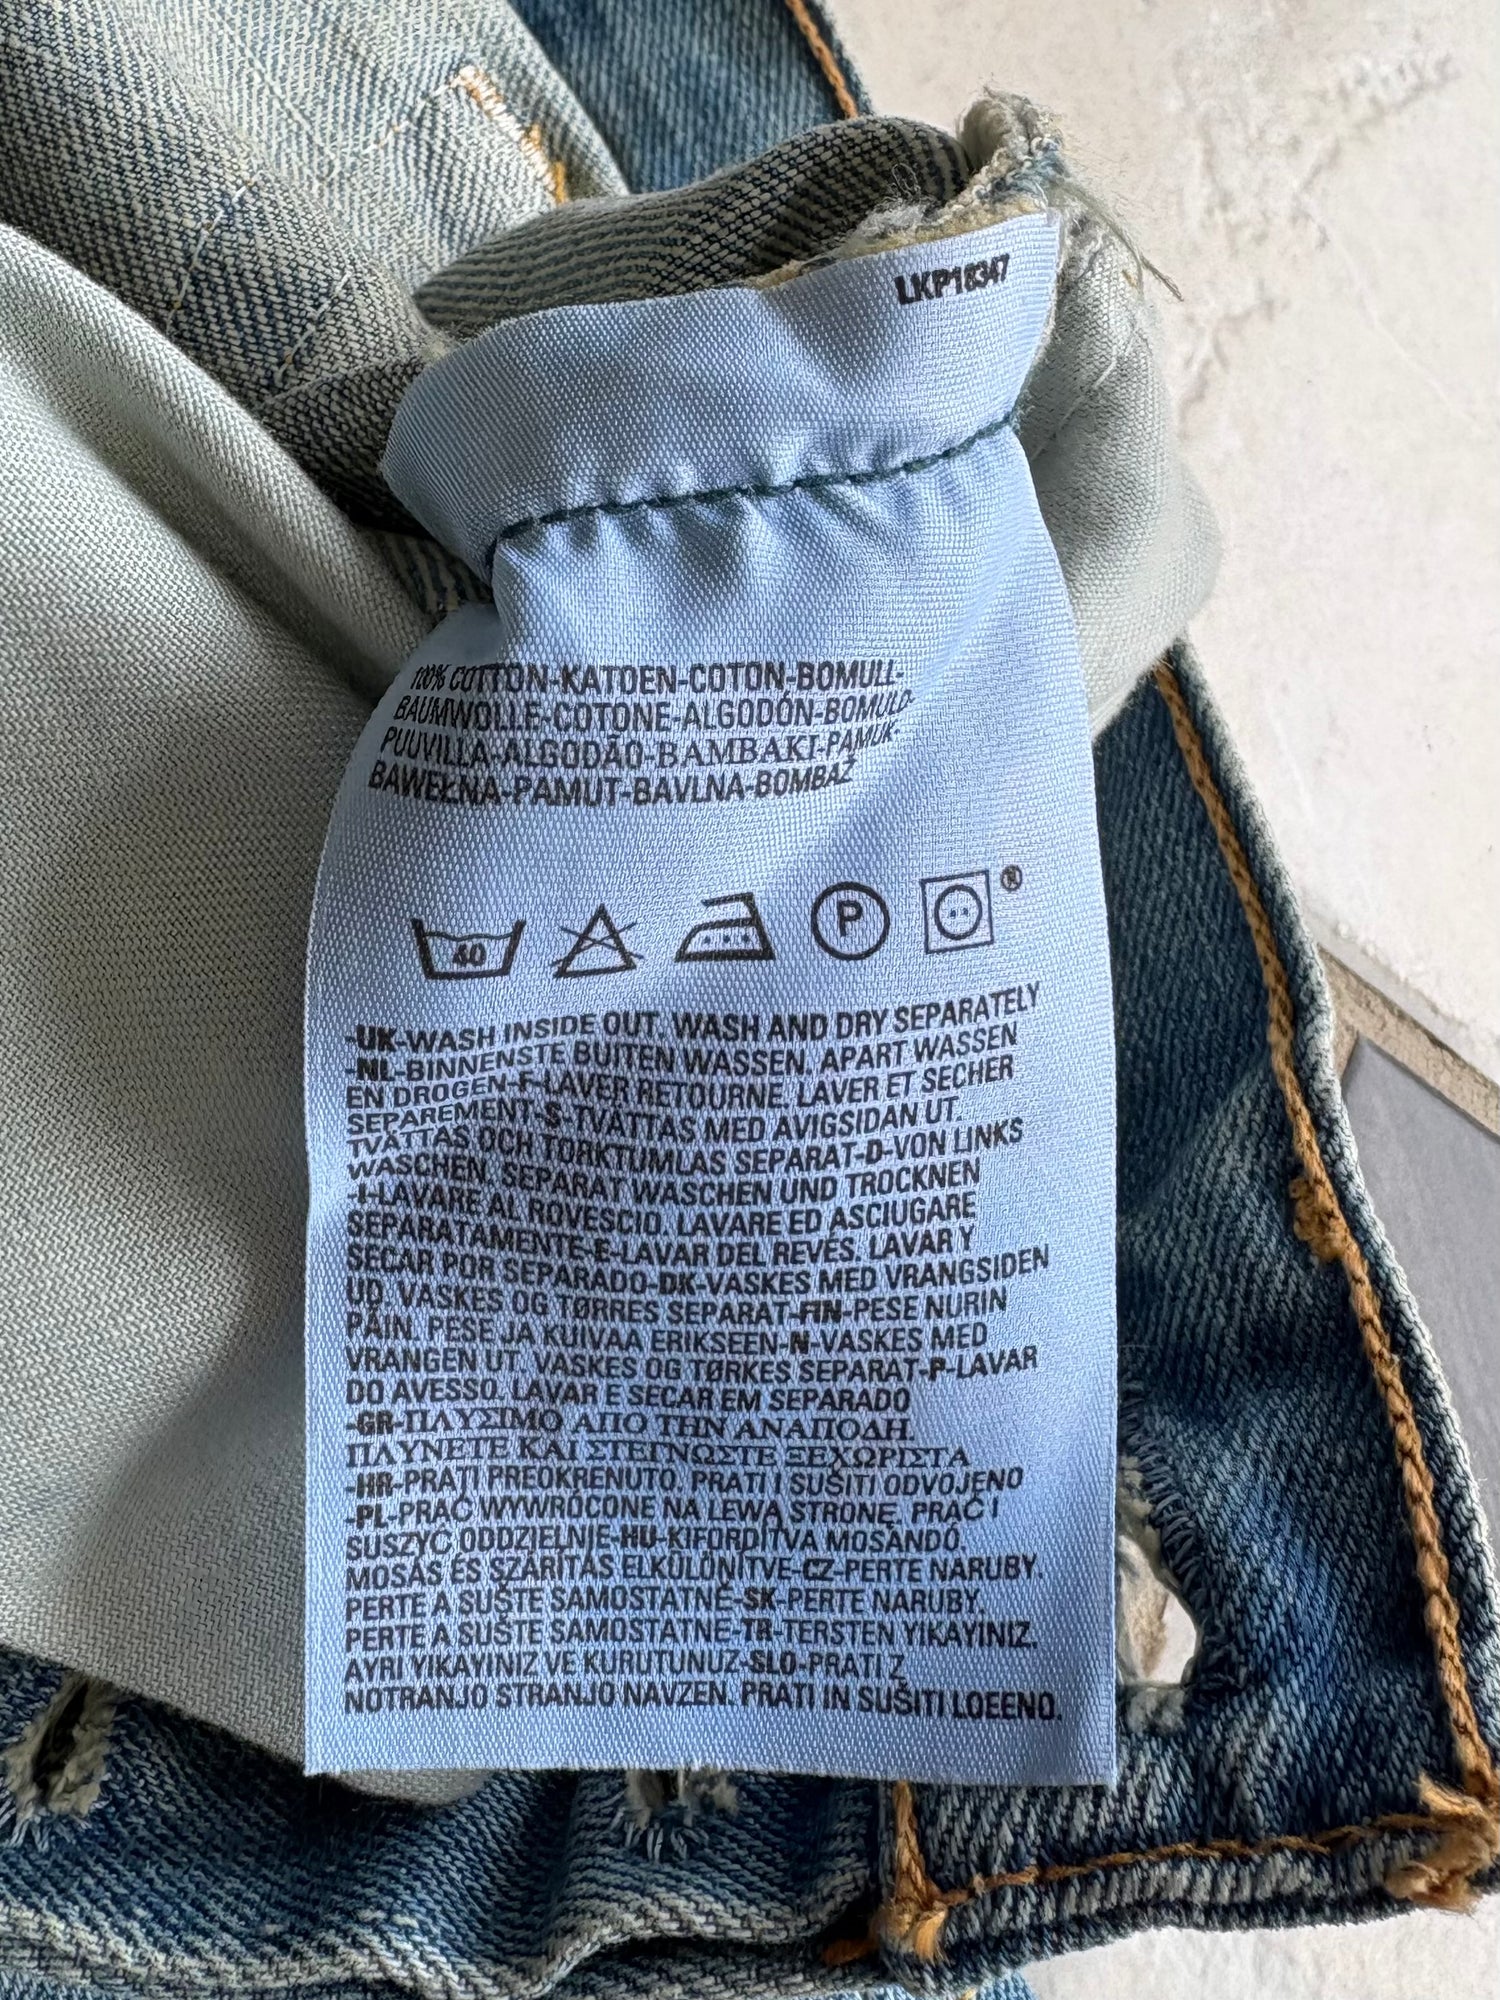 LKP18347
100% COTTON-KATOEN-COTON-BOMULL-
BAUMWOLLE-COTONE-ALGODÓN-BOMULD-
PUUVILLA-ALGODÃO-BAMBAKI-PAMUK-
BAWEŁNA-PAMUT-BAVLNA-BOMBAŽ
40 P ®
-UK-WASH INSIDE OUT. WASH AND DRY SEPARATELY
-NL-BINNENSTE BUITEN WASSEN. APART WASSEN
EN DROGEN-F-LAVER RETOURNE. LAVER ET SECHER
SEPAREMENT-S-TVÄTTAS MED AVIGSIDAN UT.
TVÄTTAS OCH TORKTUMLAS SEPARAT-D-VON LINKS
WASCHEN. SEPARAT WASCHEN UND TROCKNEN
-I-LAVARE AL ROVESCIO. LAVARE ED ASCIUGARE
SEPARATAMENTE-E-LAVAR DEL REVÉS. LAVAR Y
SECAR POR SEPARADO-DK-VASKES MED VRANGSIDEN
UD. VASKES OG TØRRES SEPARAT-FIN-PESE NURIN
PÄIN. PESE JA KUIVAA ERIKSEEN-N-VASKES MED
VRANGEN UT. VASKES OG TØRKES SEPARAT-P-LAVAR
DO AVESSO. LAVAR E SECAR EM SEPARADO
-GR-ΠΛΥΣΙΜΟ ΑΠΟ ΤΗΝ ΑΝΑΠΟΔΗ.
ΠΛΥΝΕΤΕ ΚΑΙ ΣΤΕΓΝΩΣΤΕ ΞΕΧΩΡΙΣΤΑ
-HR-PRATI PREOKRENUTO. PRATI I SUŠITI ODVOJENO
-PL-PRAĆ WYWRÓCONE NA LEWĄ STRONĘ. PRAĆ I
SUSZYĆ ODDZIELNIE-HU-KIFORDÍTVA MOSÁNDÓ.
MOSÁS ÉS SZÁRÍTÁS ELKÜLÖNÍTVE-CZ-PERTE NARUBY.
PERTE A SUŠTE SAMOSTATNĚ-SK-PERTE NARUBY.
PERTE A SUŠTE SAMOSTATNE-TR-TERSTEN YIKAYINIZ.
AYRI YIKAYINIZ VE KURUTUNUZ-SLO-PRATI Z
NOTRANJO STRANJO NAVZEN. PRATI IN SUŠITI LOEENO.